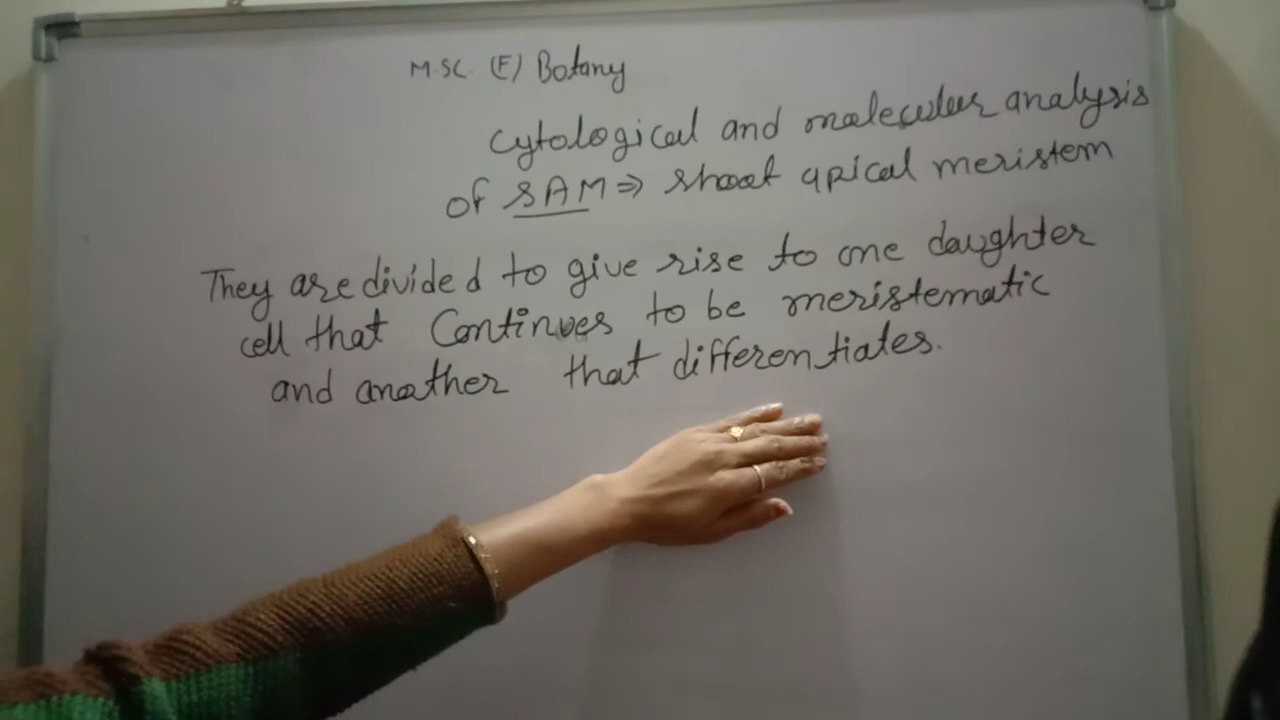 M.SC. (F) Botany
Cytological and molecular analysis
of SAM ⇒ shoot apical meristem
They are divided to give rise to one daughter
cell that Continues to be meristematic
and another that differentiates.